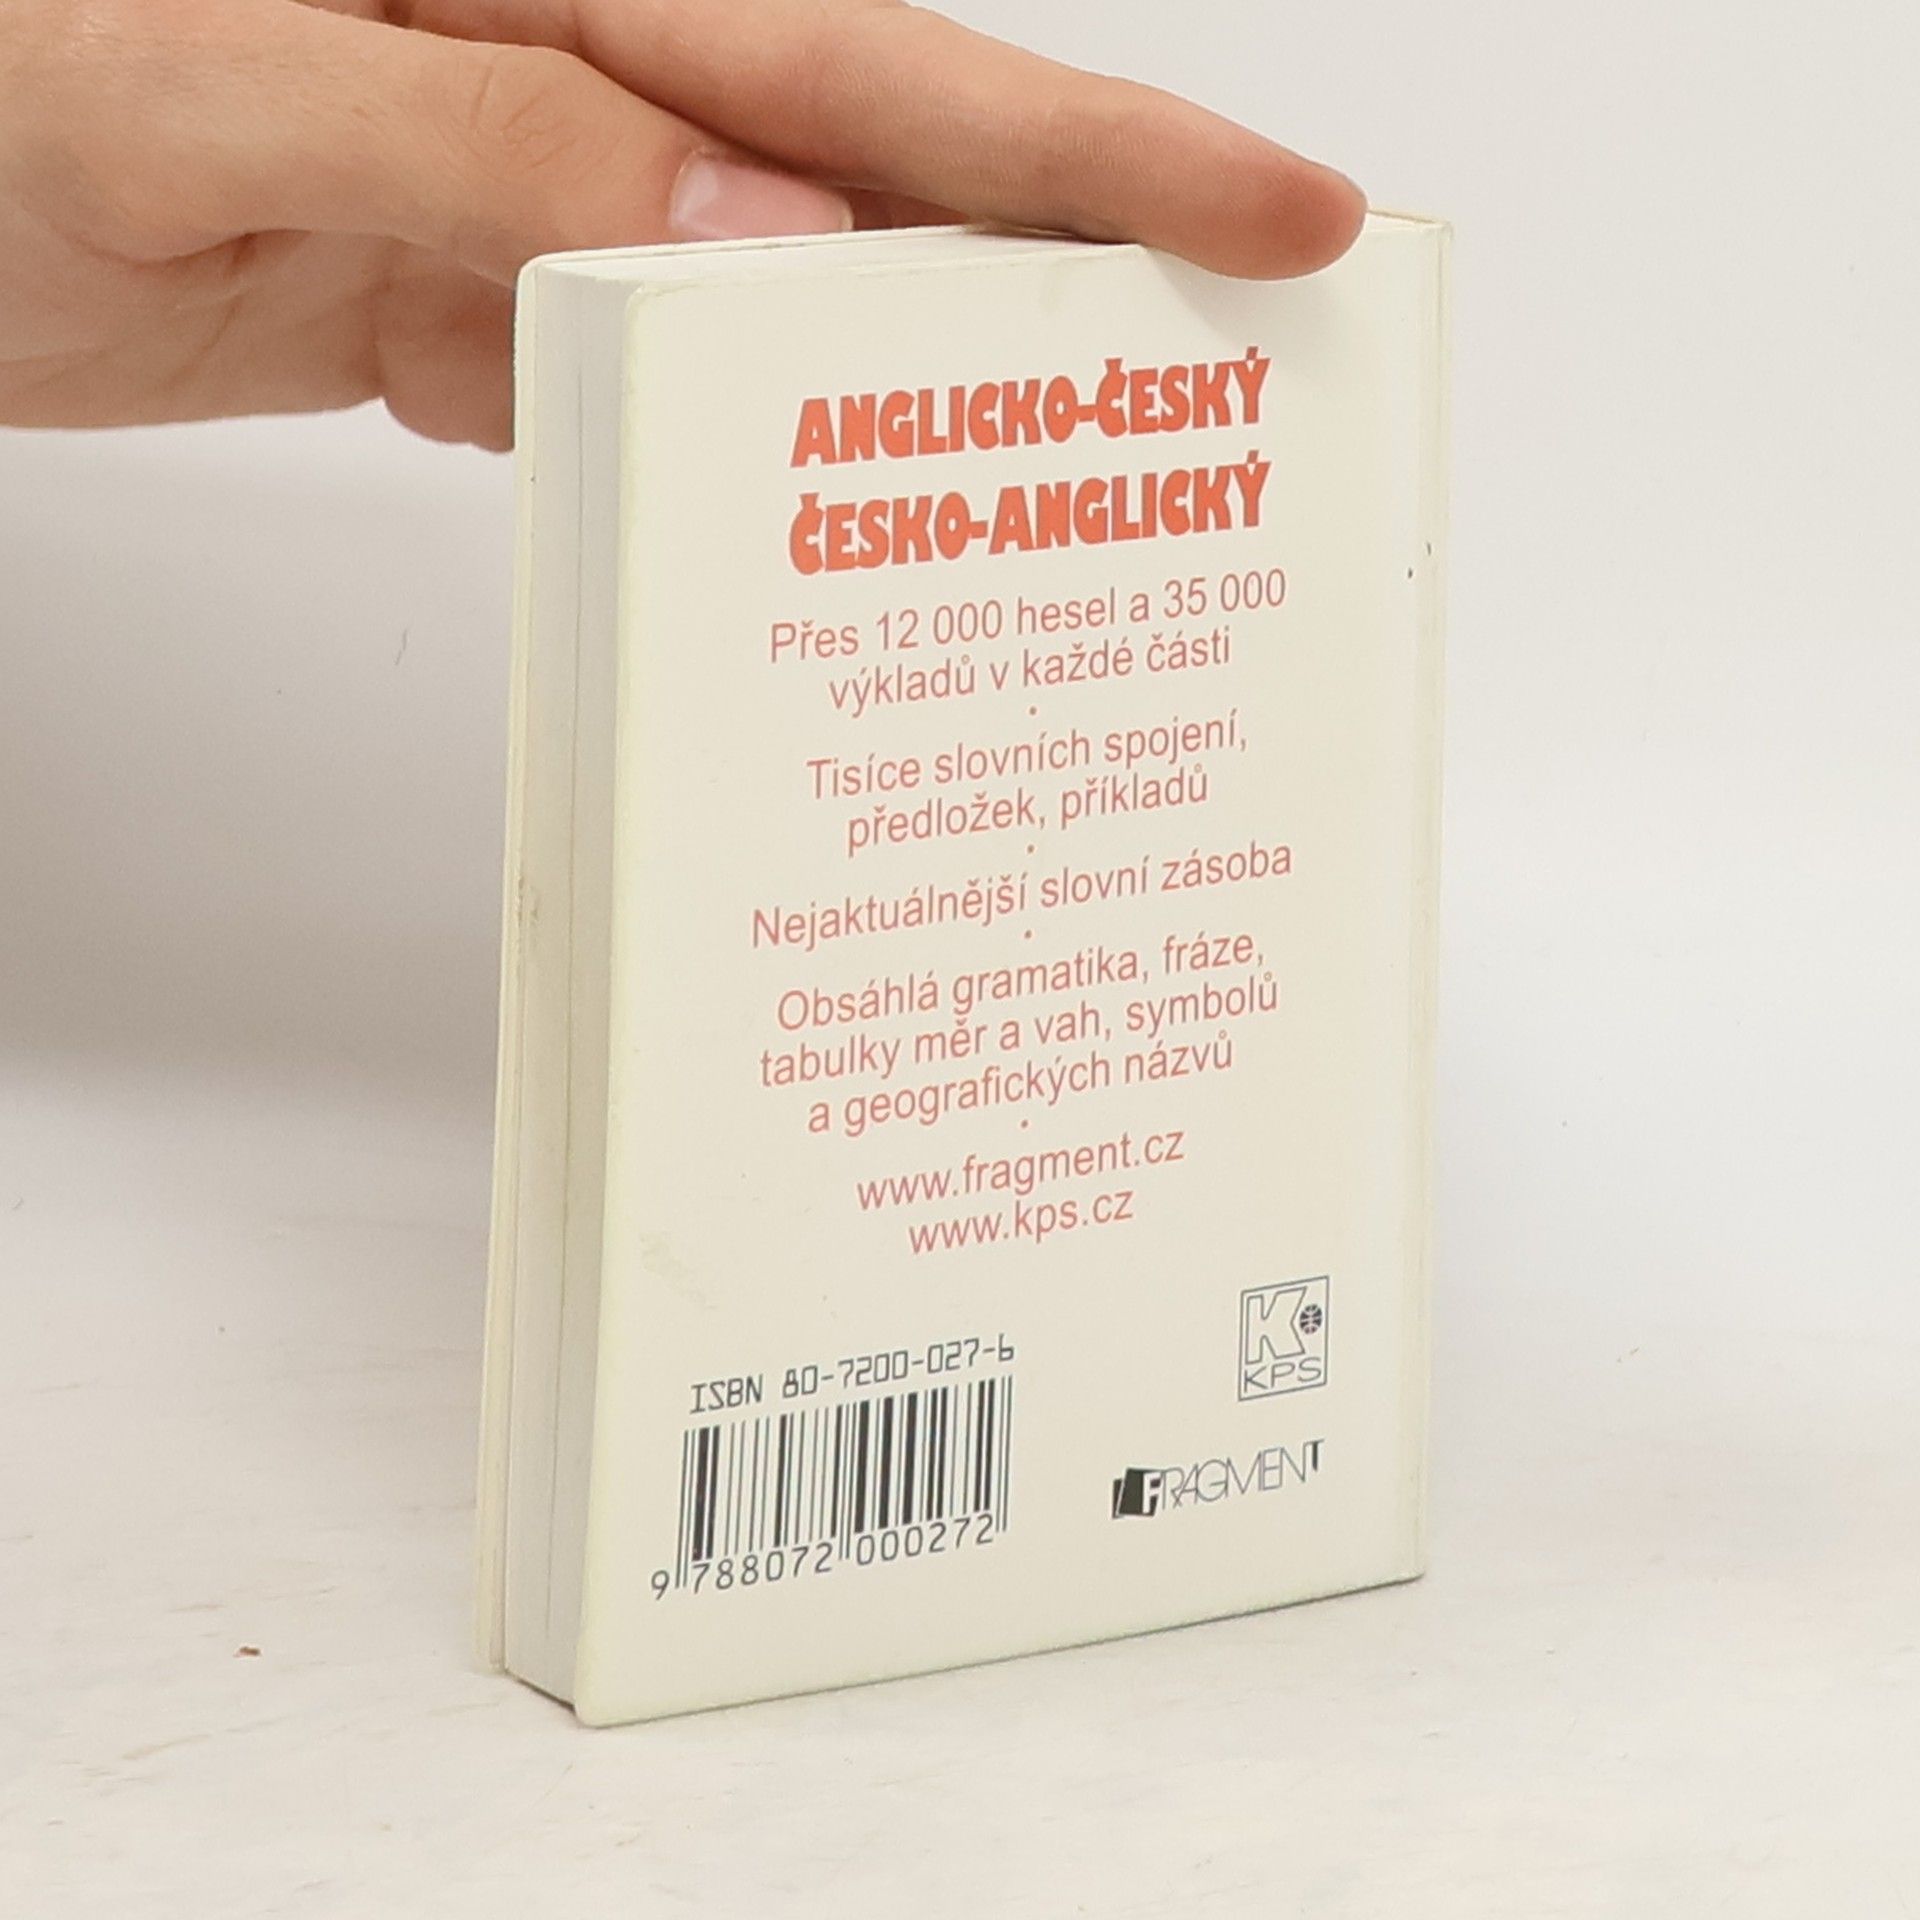 ANGLICKO-ČESKÝ
ČESKO-ANGLICKÝ
Přes 12 000 hesel a 35 000
výkladů v každé části
•
Tisíce slovních spojení,
předložek, příkladů
•
Nejaktuálnější slovní zásoba
•
Obsáhlá gramatika, fráze,
tabulky měr a vah, symbolů
a geografických názvů
•
www.fragment.cz
www.kps.cz
ISBN 80-7200-027-6
9 788072 000272
K
KPS
FRAGMENT